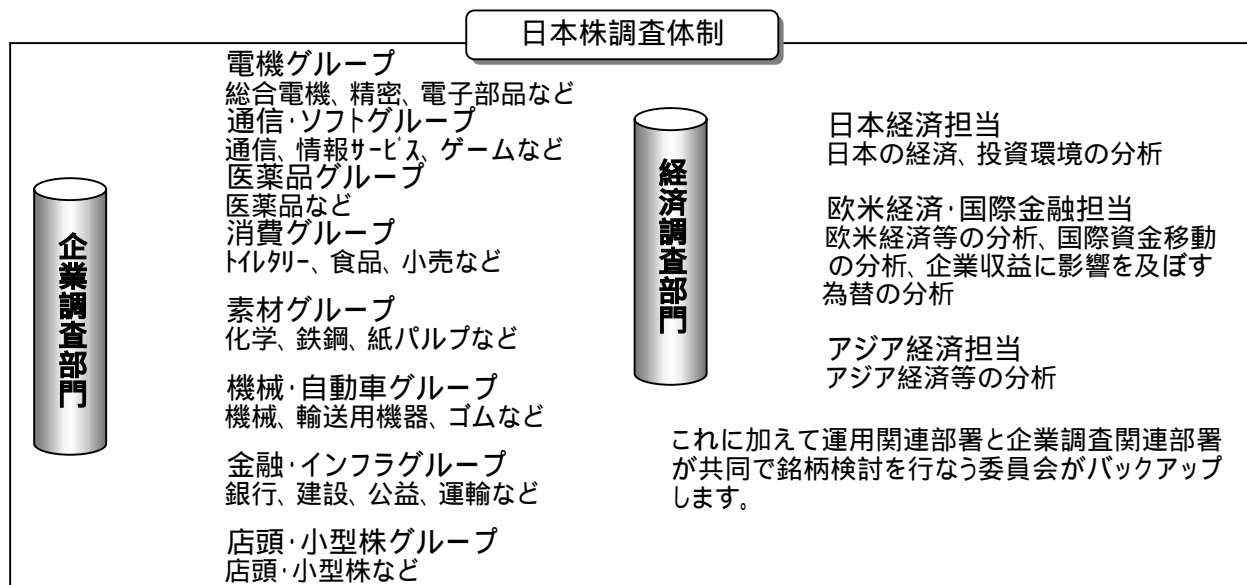 日本株調査体制
企業調査部門
電機グループ
総合電機、精密、電子部品など
通信・ソフトグループ
通信、情報ｻｰﾋﾞｽ、ゲームなど
医薬品グループ
医薬品など
消費グループ
ﾄｲﾚﾀﾘｰ、食品、小売など
素材グループ
化学、鉄鋼、紙パルプなど
機械・自動車グループ
機械、輸送用機器、ゴムなど
金融・インフラグループ
銀行、建設、公益、運輸など
店頭・小型株グループ
店頭・小型株など
経済調査部門
日本経済担当
日本の経済、投資環境の分析
欧米経済・国際金融担当
欧米経済等の分析、国際資金移動
の分析、企業収益に影響を及ぼす
為替の分析
アジア経済担当
アジア経済等の分析
これに加えて運用関連部署と企業調査関連部署
が共同で銘柄検討を行なう委員会がバックアップ
します。